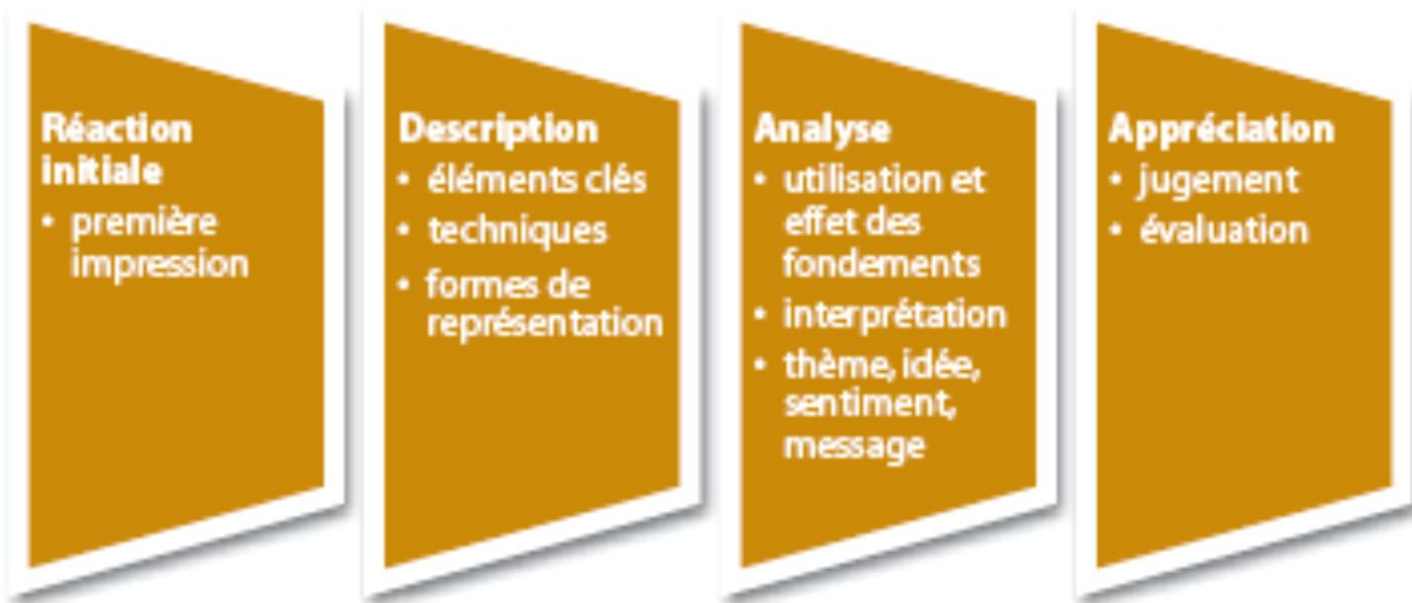 Réaction
initiale
• première
impression
Description
• éléments clés
• techniques
• formes de
représentation
Analyse
• utilisation et
effet des
fondements
• interprétation
• thème, idée,
sentiment,
message
Appréciation
• jugement
• évaluation